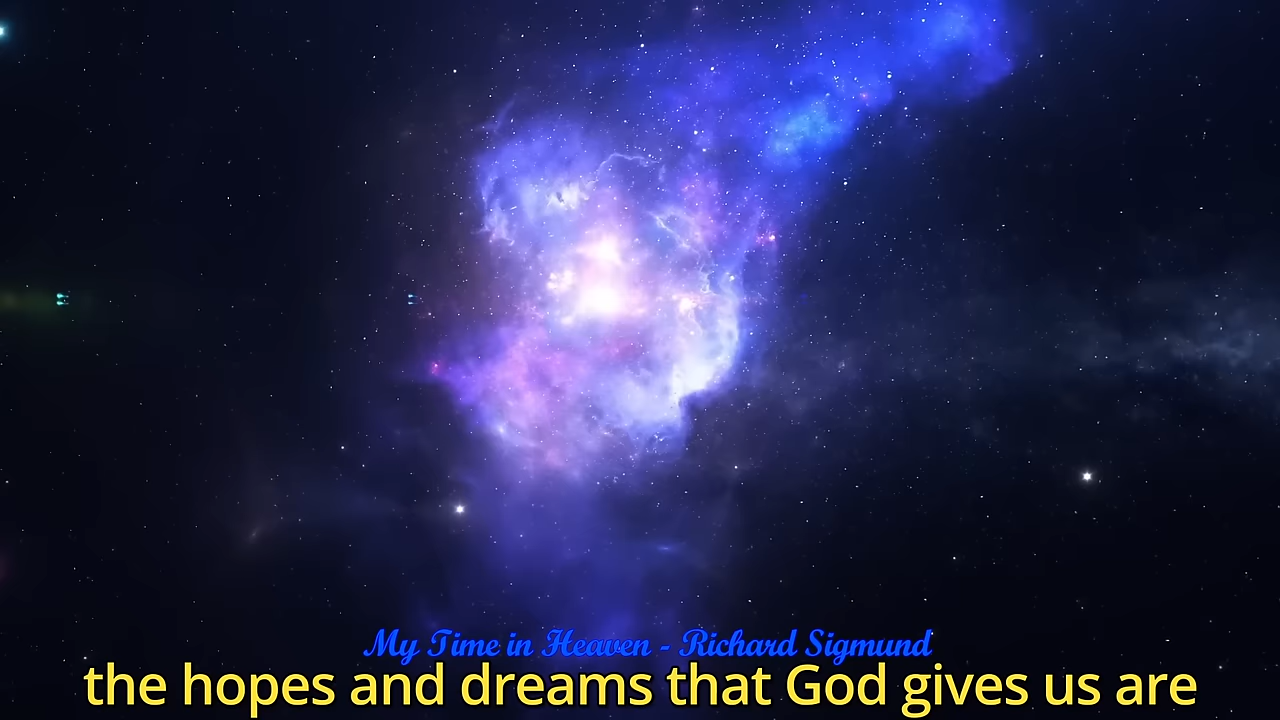 My Time in Heaven - Richard Sigmund
the hopes and dreams that God gives us are